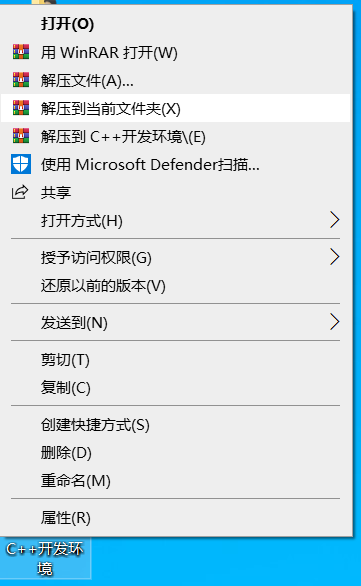 打开(O)
用 WinRAR 打开(W)
解压文件(A)...
解压到当前文件夹(X)
解压到 C++开发环境\(E)
使用 Microsoft Defender扫描...
共享
打开方式(H)
授予访问权限(G)
还原以前的版本(V)
发送到(N)
剪切(T)
复制(C)
创建快捷方式(S)
删除(D)
重命名(M)
属性(R)
C++开发环
境